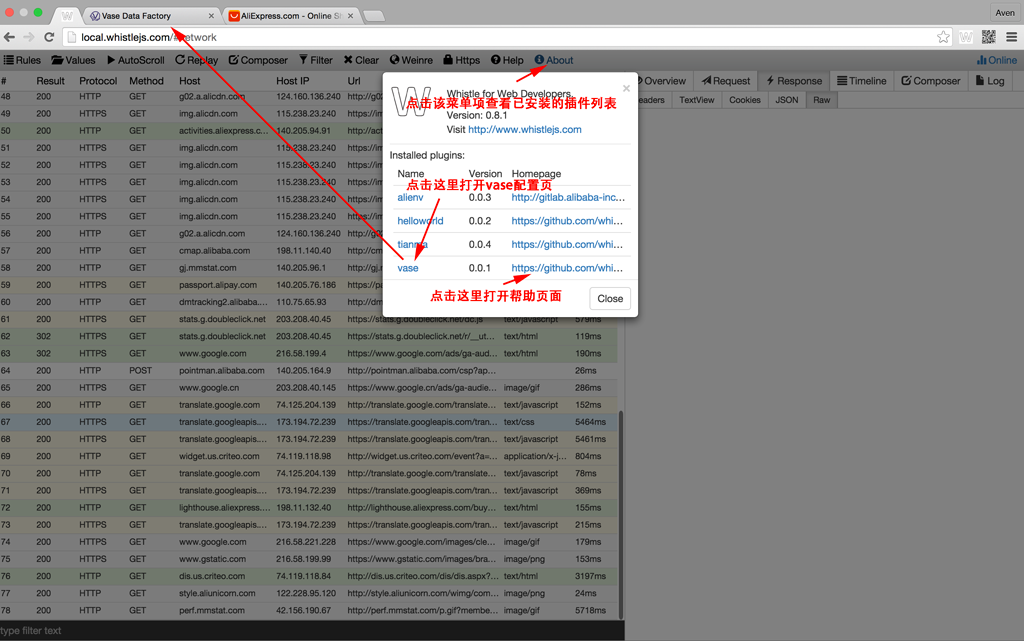 Vase Data Factory
AliExpress.com - Online S
Aven
local.whistlejs.com/#network
Rules Values AutoScroll Replay Composer Filter Clear Weinre Https Help About Online
# Result Protocol Method Host Host IP Url
Overview Request Response Timeline Composer Log
TextView Cookies JSON Raw
Whistle for Web Developers.
点击该菜单项查看已安装的插件列表
Version: 0.8.1
Visit http://www.whistlejs.com
Installed plugins:
Name Version Homepage
点击这里打开vase配置页
alienv 0.0.3 http://gitlab.alibaba-inc...
helloworld 0.0.2 https://github.com/whi...
tianma 0.0.4 https://github.com/whi...
vase 0.0.1 https://github.com/whi...
点击这里打开帮助页面
Close
48 200 HTTP GET g02.a.alicdn.com 124.160.136.240 http://g0
49 200 HTTPS GET img.alicdn.com 115.238.23.240 https://im
50 200 HTTP GET activities.aliexpress.c... 140.205.94.91 http://act
51 200 HTTPS GET img.alicdn.com 115.238.23.240 https://im
52 200 HTTPS GET img.alicdn.com 115.238.23.240 https://im
53 200 HTTPS GET img.alicdn.com 115.238.23.240 https://im
54 200 HTTPS GET img.alicdn.com 115.238.23.240 https://im
55 200 HTTPS GET img.alicdn.com 115.238.23.240 https://im
56 200 HTTP GET g02.a.alicdn.com 124.160.136.240 http://g0
57 200 HTTP GET cmap.alibaba.com 198.11.140.40 http://cm
58 200 HTTP GET gj.mmstat.com 140.205.96.1 http://gj.
59 200 HTTPS GET passport.alipay.com 140.205.76.186 https://pa
60 200 HTTP GET dmtracking2.alibaba.... 110.75.65.93 http://dm
61 200 HTTPS GET stats.g.doubleclick.net 203.208.40.45 https://stats.g.doubleclick.net/dc.js text/javascript 579ms
62 302 HTTPS GET stats.g.doubleclick.net 203.208.40.45 https://stats.g.doubleclick.net/r/__ut... text/html 119ms
63 302 HTTPS GET www.google.com 216.58.199.4 https://www.google.com/ads/ga-aud... text/html 190ms
64 200 HTTP POST pointman.alibaba.com 140.205.164.9 http://pointman.alibaba.com/csp?ap... 26ms
65 200 HTTPS GET www.google.cn 203.208.40.145 https://www.google.cn/ads/ga-audie... image/gif 286ms
66 200 HTTP GET translate.google.com 74.125.204.139 http://translate.google.com/translate... text/javascript 152ms
67 200 HTTPS GET translate.googleapis.... 173.194.72.239 https://translate.googleapis.com/tran... text/css 5464ms
68 200 HTTPS GET translate.googleapis.... 173.194.72.239 https://translate.googleapis.com/tran... text/javascript 5461ms
69 200 HTTP GET widget.us.criteo.com 74.119.118.98 http://widget.us.criteo.com/event?a=... application/x-j... 804ms
70 200 HTTP GET translate.google.com 74.125.204.139 http://translate.google.com/translate... text/javascript 78ms
71 200 HTTPS GET translate.googleapis.... 173.194.72.239 https://translate.googleapis.com/tran... text/javascript 369ms
72 200 HTTP GET lighthouse.aliexpress.... 198.11.132.40 http://lighthouse.aliexpress.com/buy... text/html 155ms
73 200 HTTPS GET translate.googleapis.... 173.194.72.239 https://translate.googleapis.com/tran... text/javascript 215ms
74 200 HTTPS GET www.google.com 216.58.221.228 https://www.google.com/images/cle... image/gif 179ms
75 200 HTTPS GET www.gstatic.com 216.58.199.99 https://www.gstatic.com/images/bra... image/png 153ms
76 200 HTTP GET dis.us.criteo.com 74.119.118.84 http://dis.us.criteo.com/dis/dis.aspx?... text/html 3197ms
77 200 HTTP GET style.aliunicorn.com 122.228.95.120 http://style.aliunicorn.com/wimg/com... image/png 24ms
78 200 HTTP GET perf.mmstat.com 42.156.190.67 http://perf.mmstat.com/p.gif?membe... image/gif 5718ms
type filter text